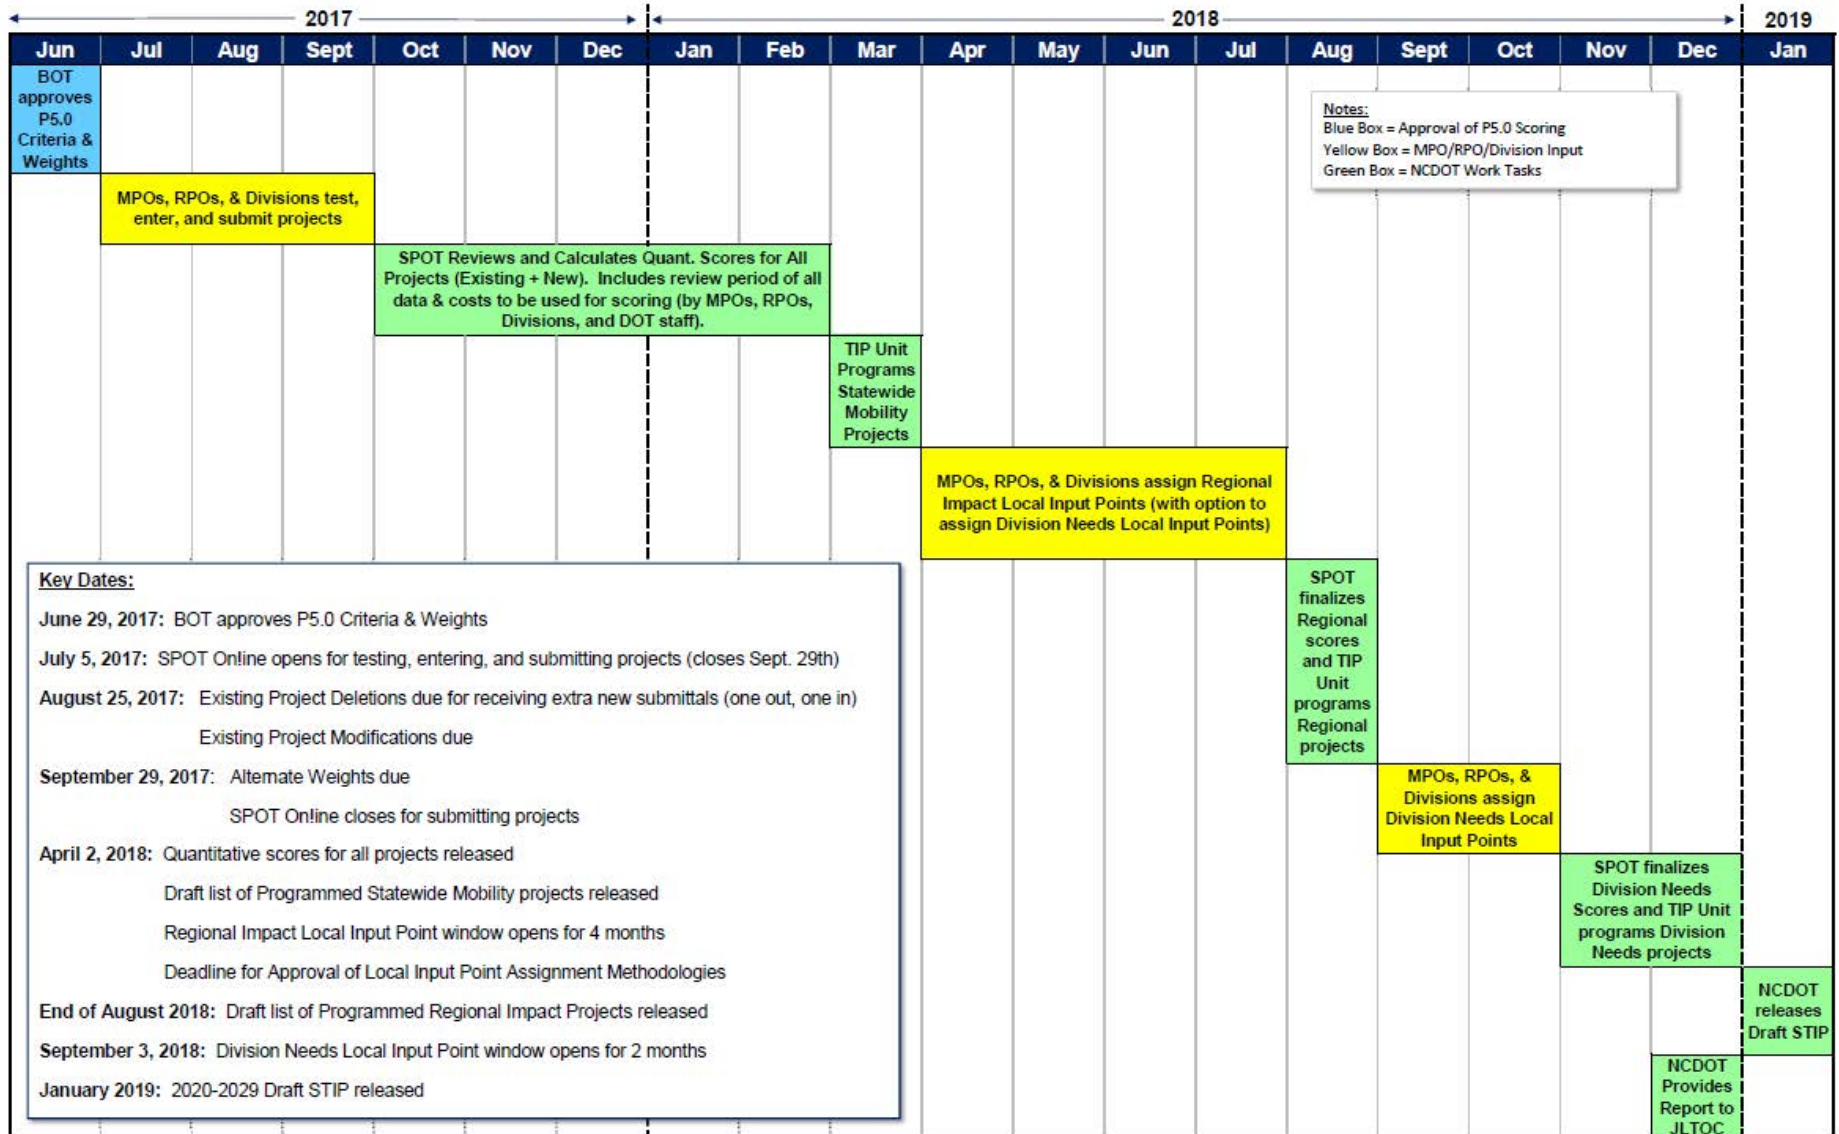 2017 2018 2019
Jun Jul Aug Sept Oct Nov Dec Jan Feb Mar Apr May Jun Jul Aug Sept Oct Nov Dec Jan
BOT
approves
P5.0
Criteria &
Weights
Notes:
Blue Box = Approval of P5.0 Scoring
Yellow Box = MPO/RPO/Division Input
Green Box = NCDOT Work Tasks
MPOs, RPOs, & Divisions test,
enter, and submit projects
SPOT Reviews and Calculates Quant. Scores for All
Projects (Existing + New). Includes review period of all
data & costs to be used for scoring (by MPOs, RPOs,
Divisions, and DOT staff).
TIP Unit
Programs
Statewide
Mobility
Projects
MPOs, RPOs, & Divisions assign Regional
Impact Local Input Points (with option to
assign Division Needs Local Input Points)
SPOT
finalizes
Regional
scores
and TIP
Unit
programs
Regional
projects
MPOs, RPOs, &
Divisions assign
Division Needs Local
Input Points
SPOT finalizes
Division Needs
Scores and TIP Unit
programs Division
Needs projects
NCDOT
releases
Draft STIP
NCDOT
Provides
Report to
JLTOC
Key Dates:
June 29, 2017: BOT approves P5.0 Criteria & Weights
July 5, 2017: SPOT On!ine opens for testing, entering, and submitting projects (closes Sept. 29th)
August 25, 2017: Existing Project Deletions due for receiving extra new submittals (one out, one in)
Existing Project Modifications due
September 29, 2017: Alternate Weights due
SPOT On!ine closes for submitting projects
April 2, 2018: Quantitative scores for all projects released
Draft list of Programmed Statewide Mobility projects released
Regional Impact Local Input Point window opens for 4 months
Deadline for Approval of Local Input Point Assignment Methodologies
End of August 2018: Draft list of Programmed Regional Impact Projects released
September 3, 2018: Division Needs Local Input Point window opens for 2 months
January 2019: 2020-2029 Draft STIP released